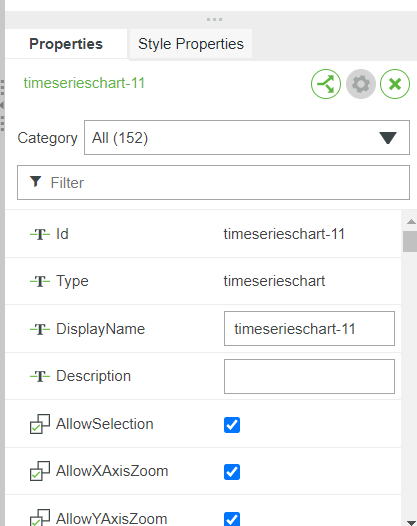 Properties
Style Properties
timeserieschart-11
Category
All (152)
Filter
Id
timeserieschart-11
Type
timeserieschart
DisplayName
timeserieschart-11
Description
AllowSelection
AllowXAxisZoom
AllowYAxisZoom